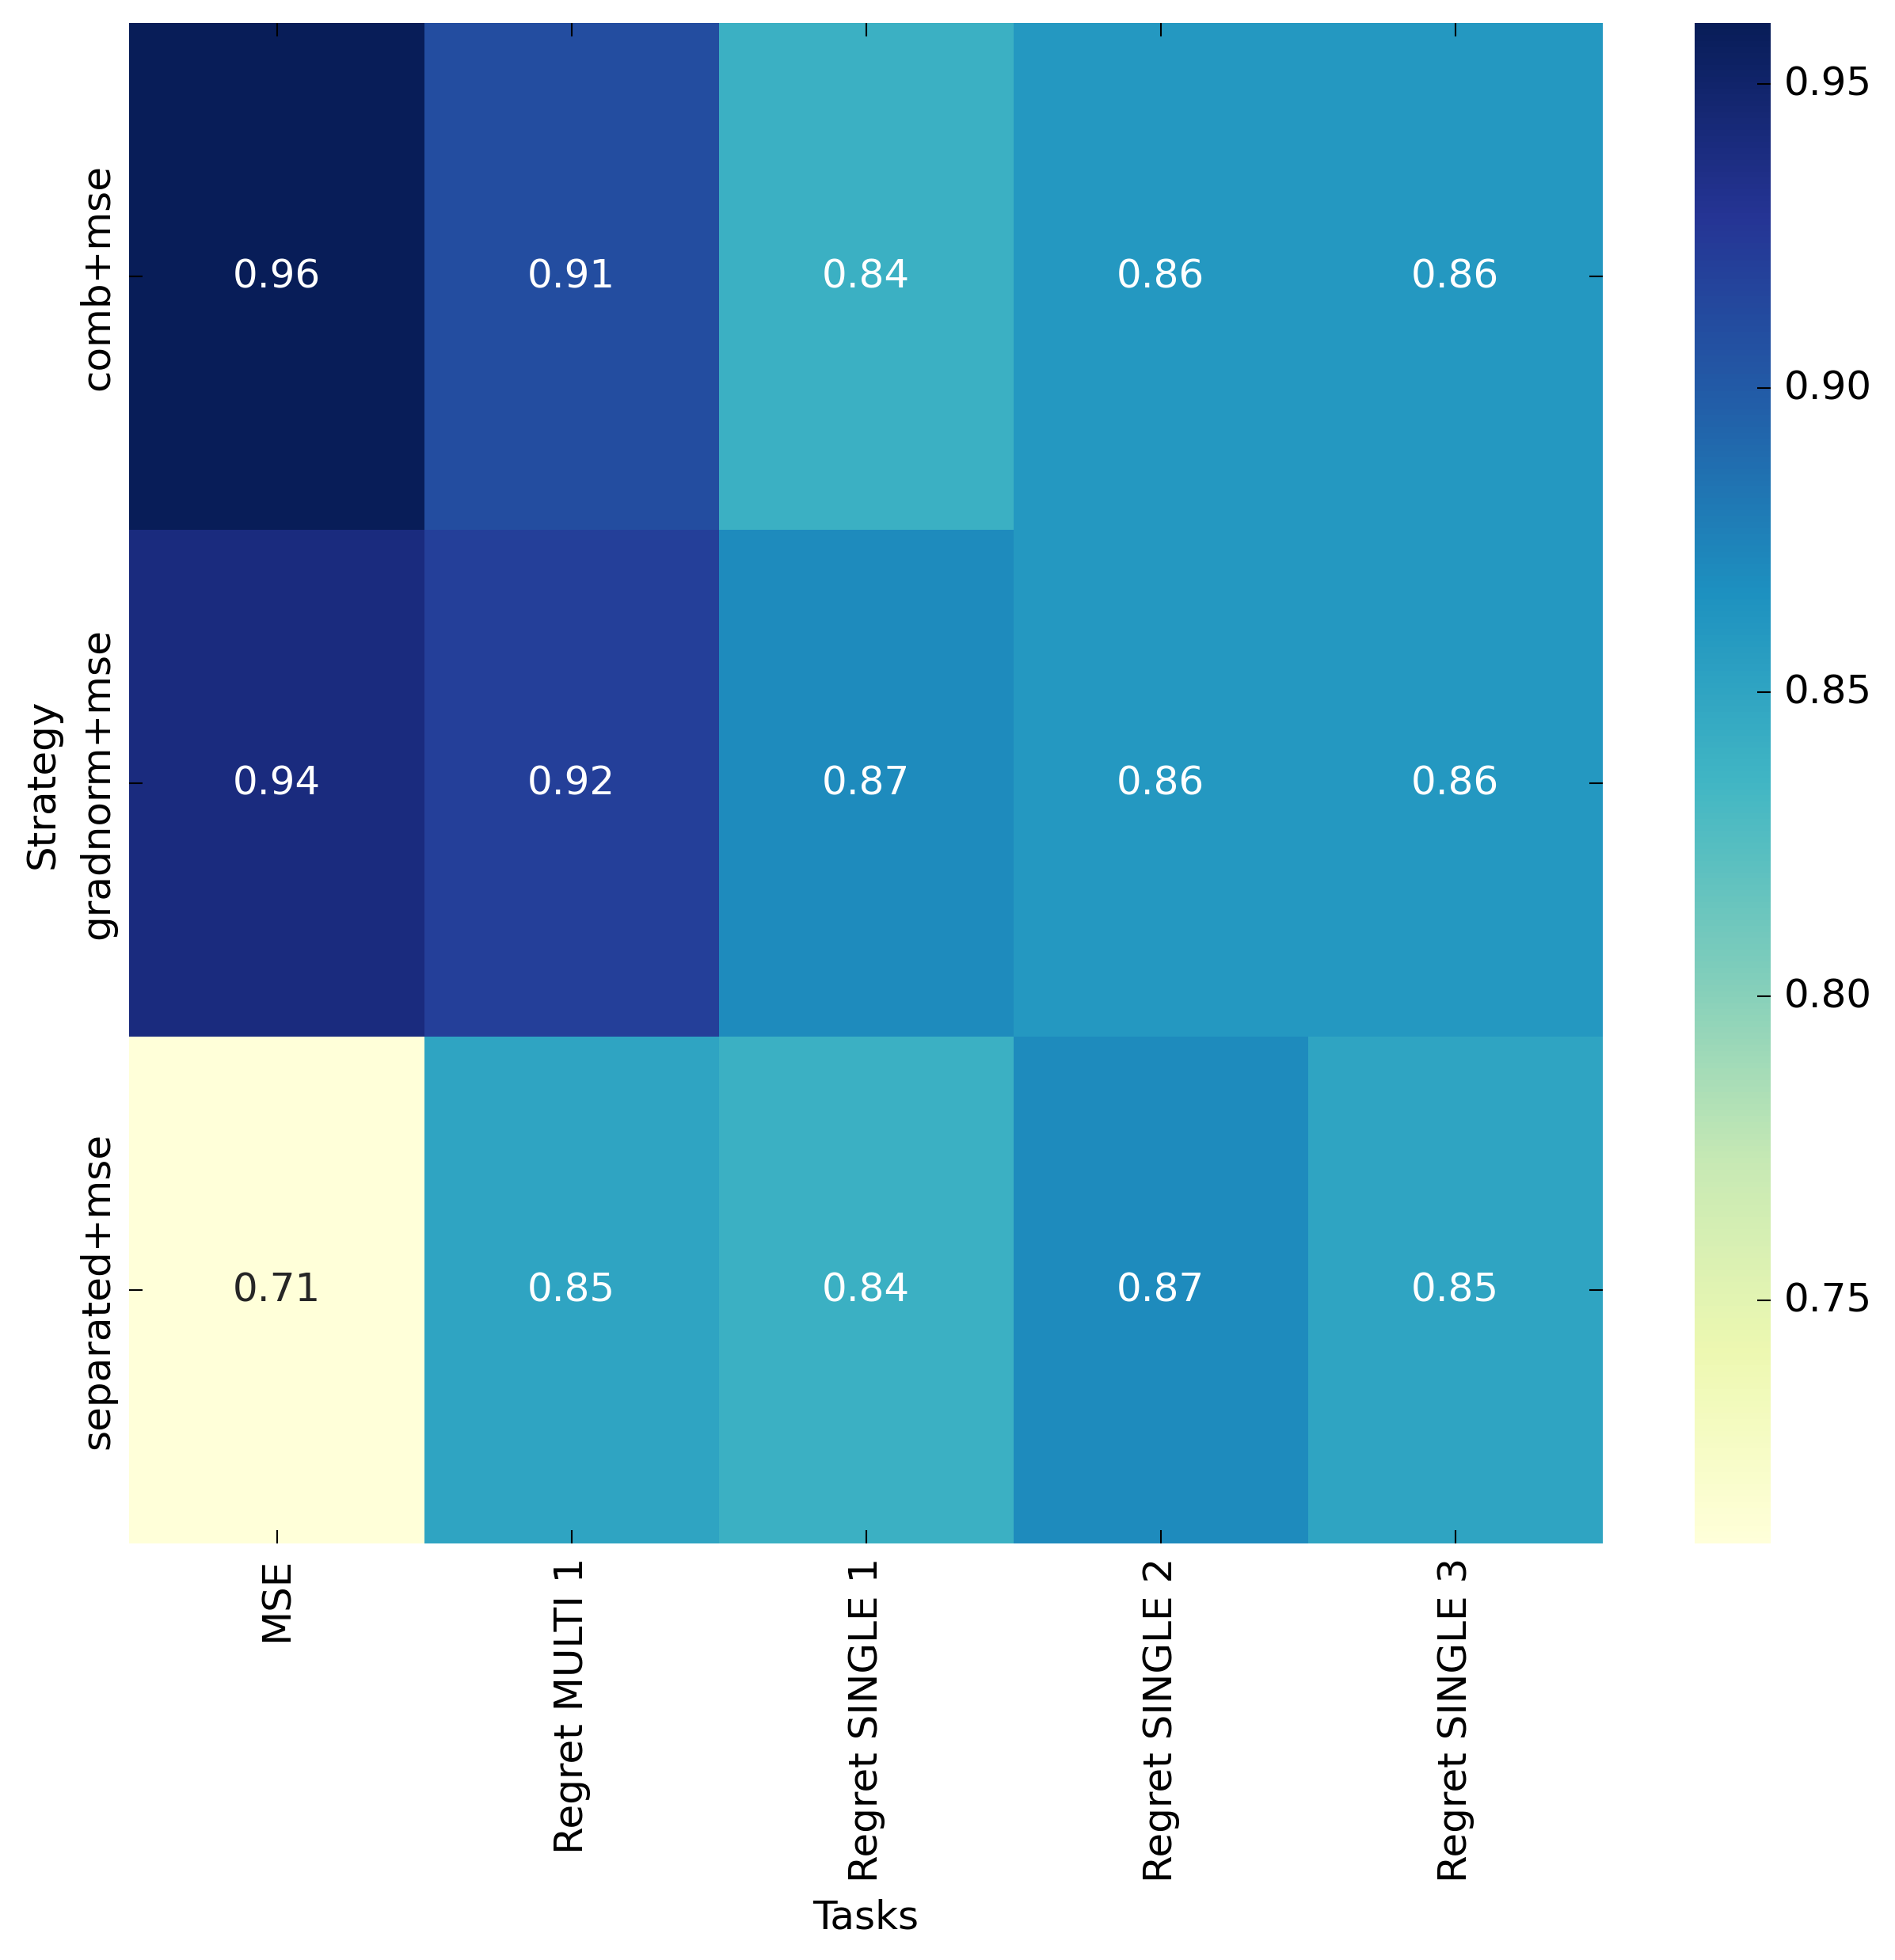 Strategy
comb+mse
0.96 0.91 0.84 0.86 0.86
gradnorm+mse
0.94 0.92 0.87 0.86 0.86
separated+mse
0.71 0.85 0.84 0.87 0.85
MSE
Regret MULTI 1
Regret SINGLE 1
Regret SINGLE 2
Regret SINGLE 3
Tasks
0.95
0.90
0.85
0.80
0.75